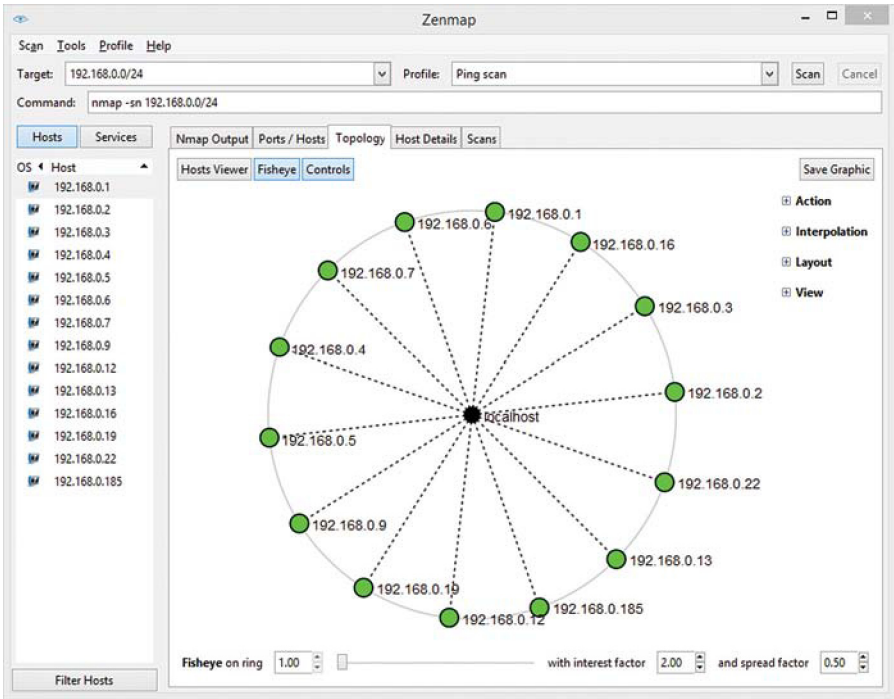 Zenmap
Scan Tools Profile Help
Target: 192.168.0.0/24 Profile: Ping scan Scan Cancel
Command: nmap -sn 192.168.0.0/24
Hosts Services
Nmap Output Ports / Hosts Topology Host Details Scans
OS Host
192.168.0.1
192.168.0.2
192.168.0.3
192.168.0.4
192.168.0.5
192.168.0.6
192.168.0.7
192.168.0.9
192.168.0.12
192.168.0.13
192.168.0.16
192.168.0.19
192.168.0.22
192.168.0.185
Filter Hosts
Hosts Viewer Fisheye Controls Save Graphic
Action
Interpolation
Layout
View
192.168.0.1
192.168.0.6
192.168.0.16
192.168.0.7
192.168.0.3
192.168.0.4
192.168.0.2
localhost
192.168.0.5
192.168.0.22
192.168.0.9
192.168.0.13
192.168.0.19
192.168.0.185
192.168.0.12
Fisheye on ring 1.00 with interest factor 2.00 and spread factor 0.50